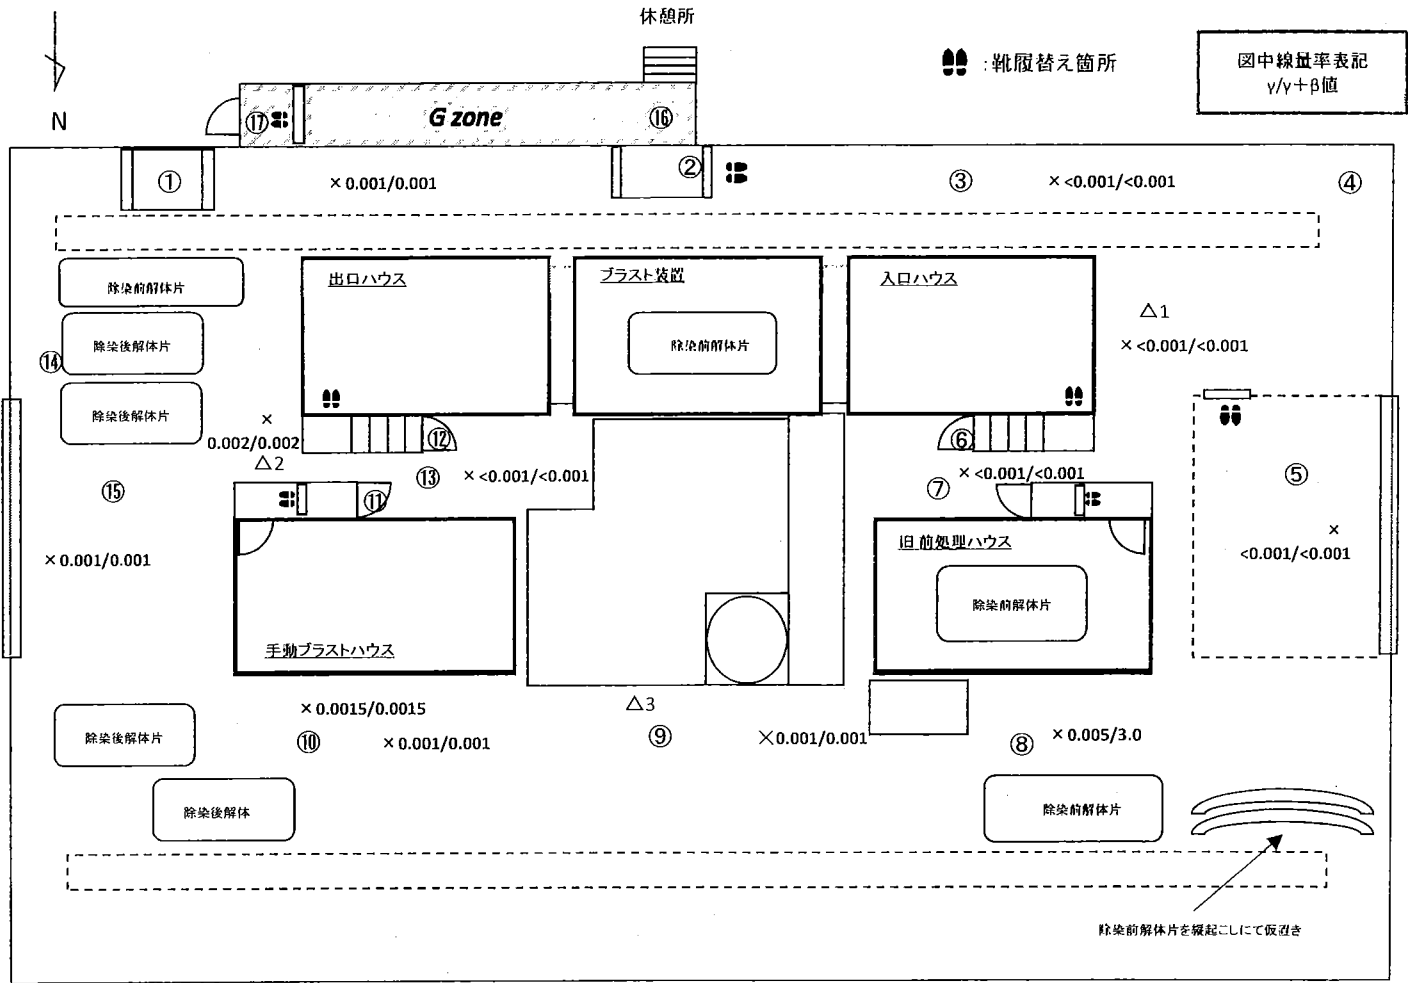 休憩所
:靴履替え箇所
図中線量率表記
γ/γ+β値
N
⑰
G zone
⑯
①
× 0.001/0.001
②
③
× <0.001/<0.001
④
除染前解体片
出口ハウス
ブラスト装置
入口ハウス
除染後解体片
除染前解体片
△1
× <0.001/<0.001
⑭
除染後解体片
×
0.002/0.002
△2
⑫
⑥
⑬
× <0.001/<0.001
× <0.001/<0.001
⑤
⑮
⑪
⑦
×
<0.001/<0.001
× 0.001/0.001
旧前処理ハウス
除染前解体片
手動ブラストハウス
× 0.0015/0.0015
△3
除染後解体片
⑩
× 0.001/0.001
⑨
×0.001/0.001
⑧
× 0.005/3.0
除染後解体
除染前解体片
除染前解体片を縦起こしにて仮置き